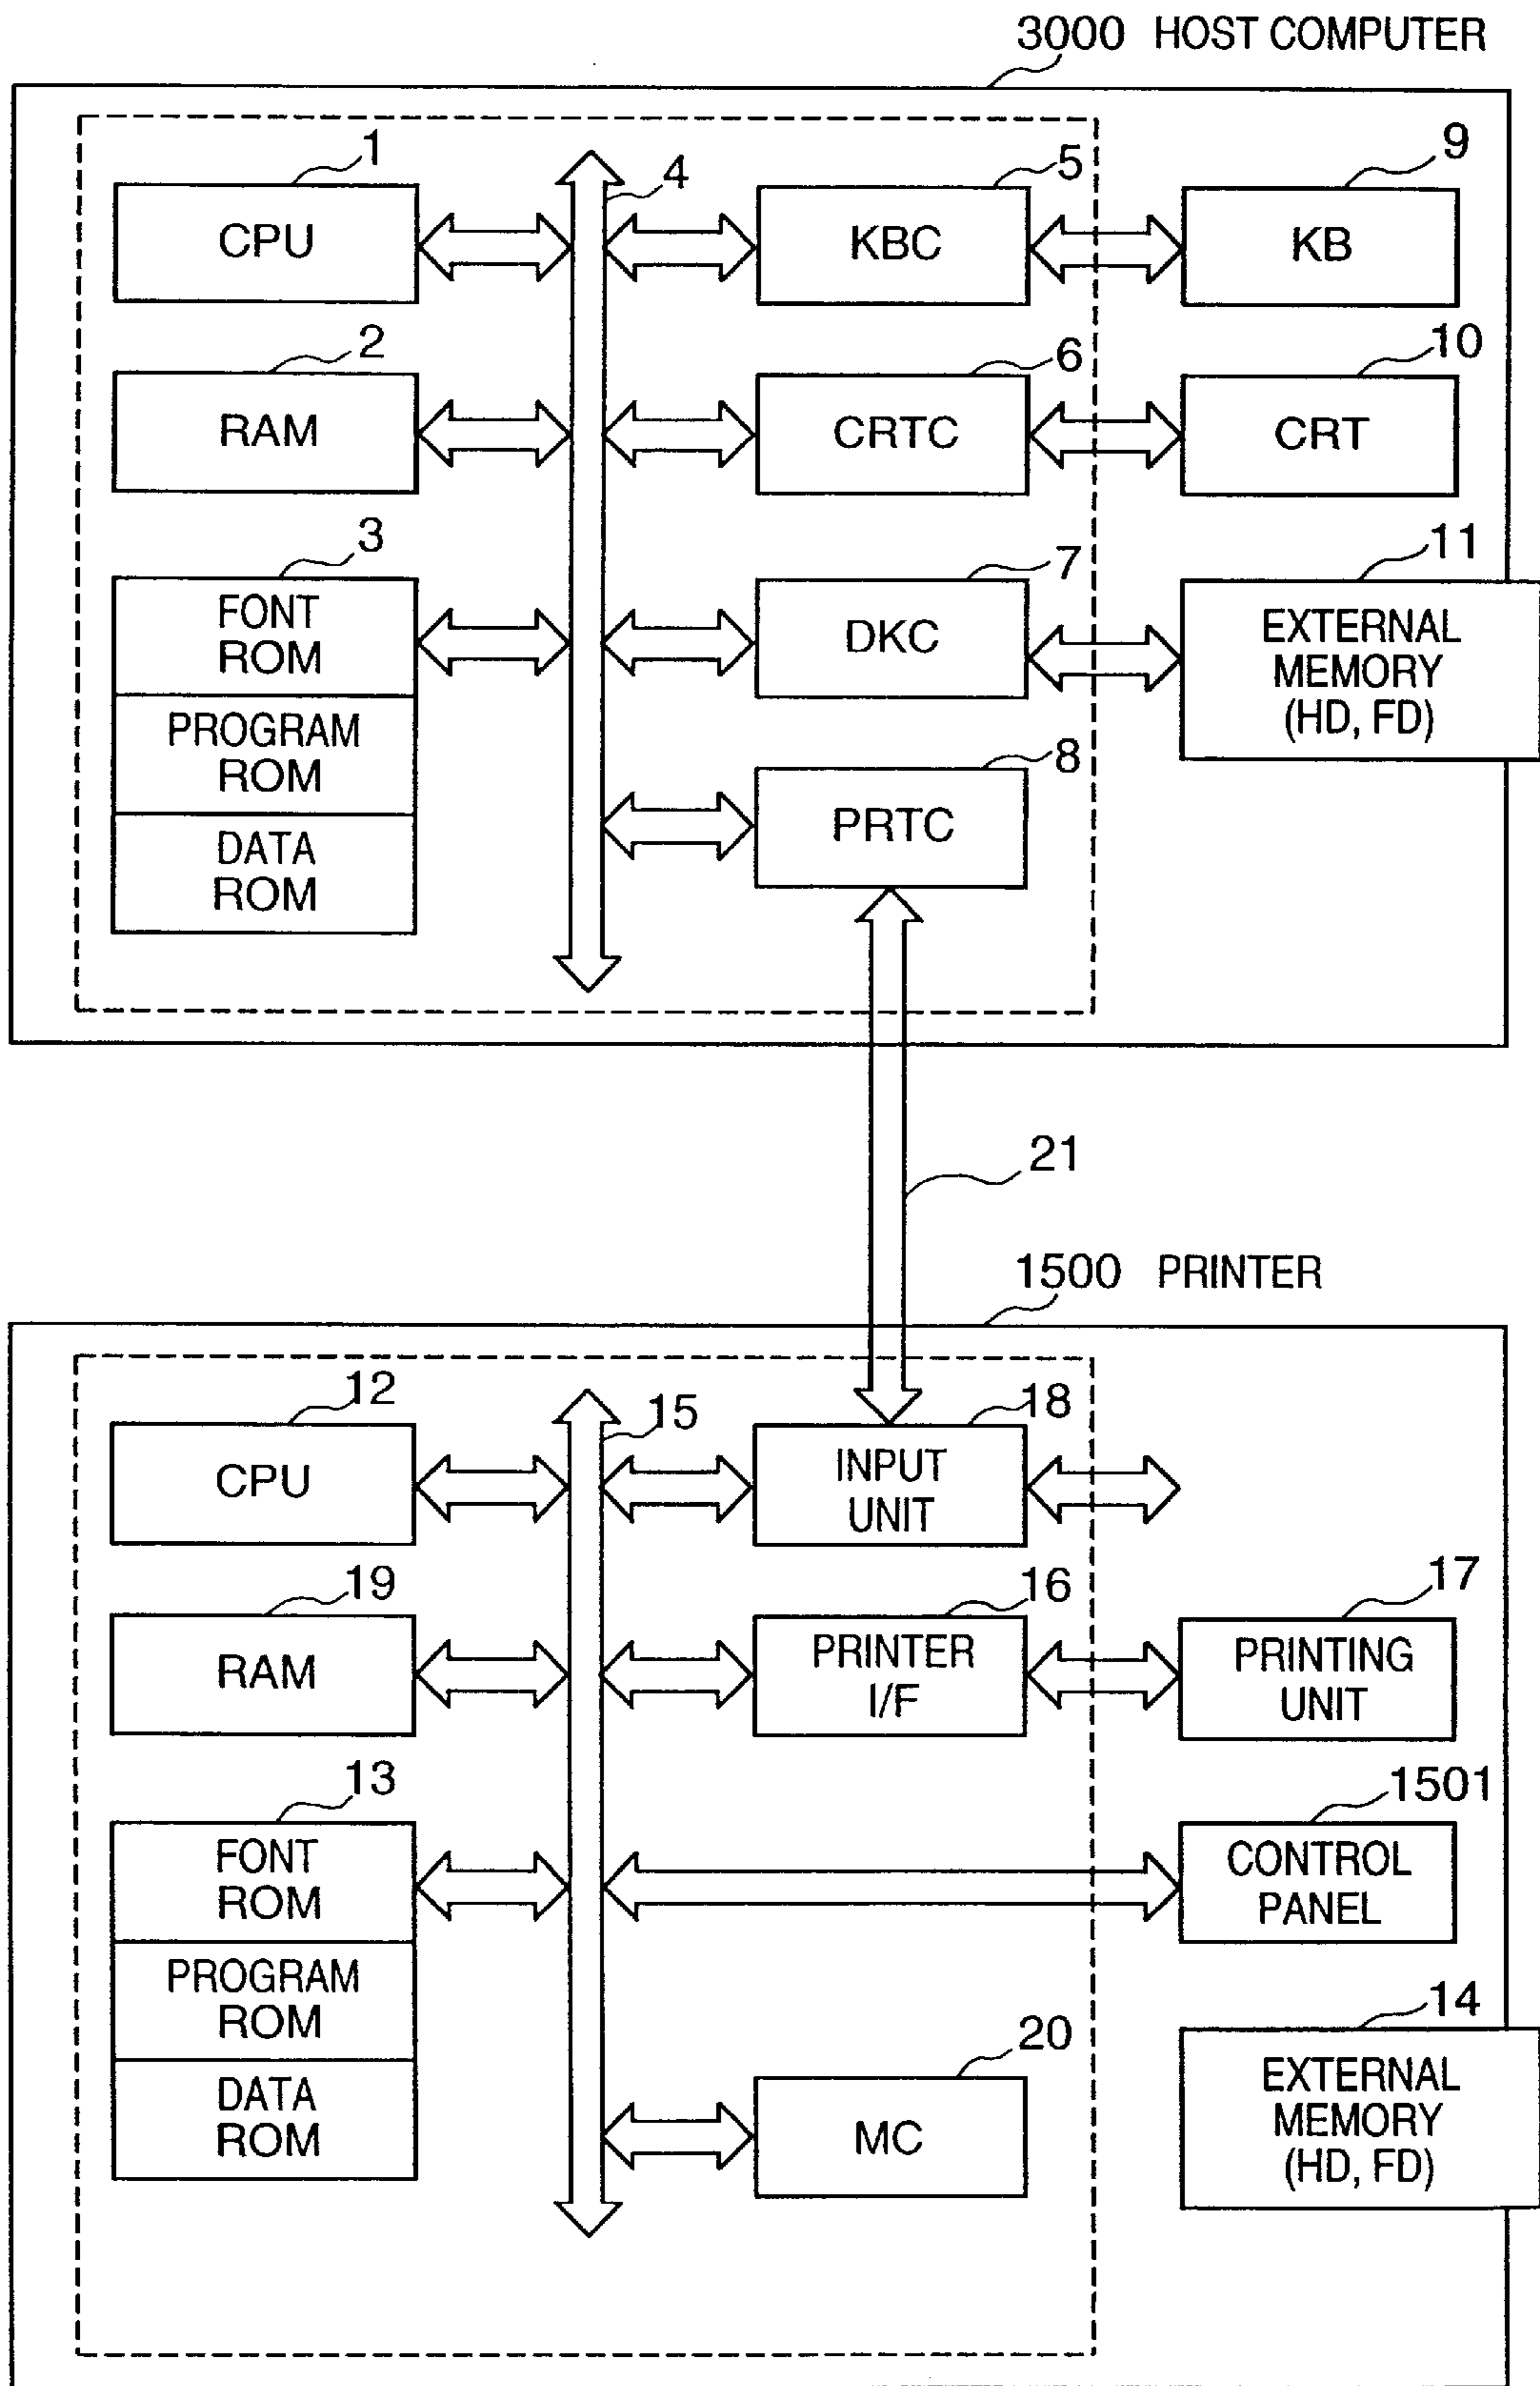 3000 HOST COMPUTER
1
4
5
9
CPU
KBC
KB
2
6
10
RAM
CRTC
CRT
3
7
11
FONT
ROM
DKC
EXTERNAL
MEMORY
(HD, FD)
PROGRAM
ROM
8
PRTC
DATA
ROM
21
1500 PRINTER
12
15
18
CPU
INPUT
UNIT
19
16
17
RAM
PRINTER
I/F
PRINTING
UNIT
13
1501
FONT
ROM
CONTROL
PANEL
PROGRAM
ROM
14
20
EXTERNAL
MEMORY
(HD, FD)
DATA
ROM
MC